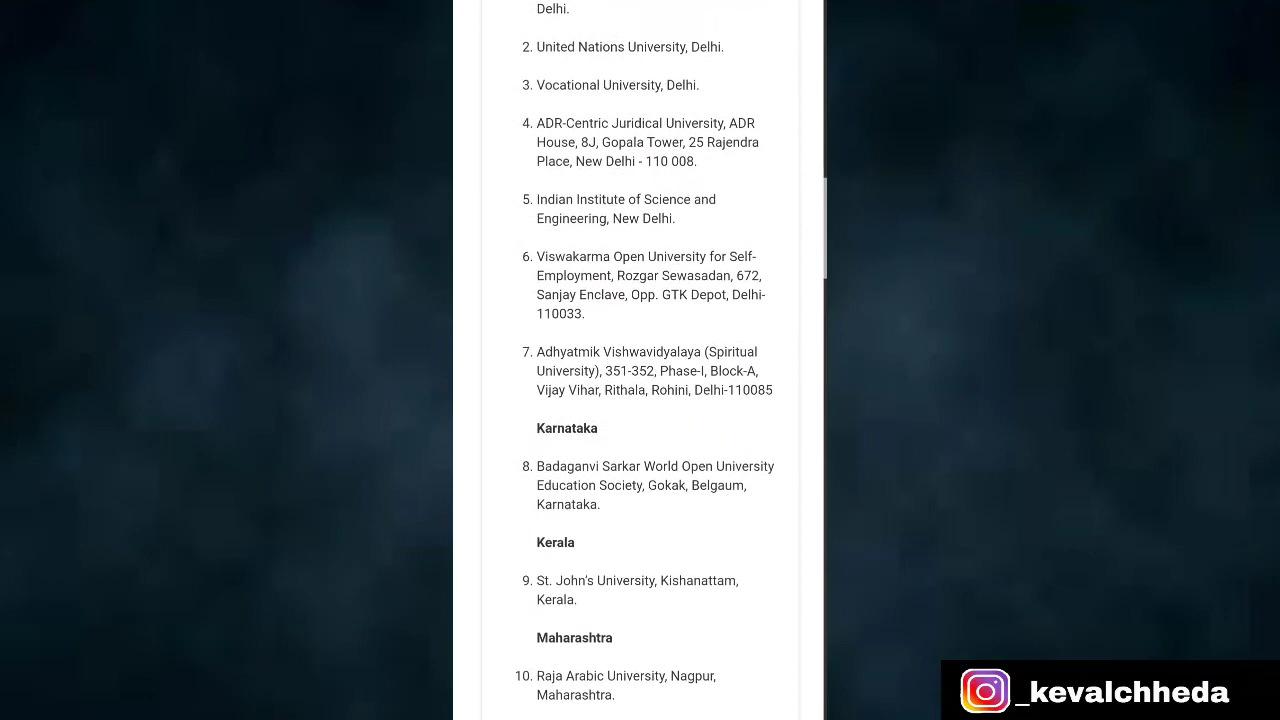 Delhi.
2. United Nations University, Delhi.
3. Vocational University, Delhi.
4. ADR-Centric Juridical University, ADR
House, 8J, Gopala Tower, 25 Rajendra
Place, New Delhi - 110 008.
5. Indian Institute of Science and
Engineering, New Delhi.
6. Viswakarma Open University for Self-
Employment, Rozgar Sewasadan, 672,
Sanjay Enclave, Opp. GTK Depot, Delhi-
110033.
7. Adhyatmik Vishwavidyalaya (Spiritual
University), 351-352, Phase-I, Block-A,
Vijay Vihar, Rithala, Rohini, Delhi-110085
Karnataka
8. Badaganvi Sarkar World Open University
Education Society, Gokak, Belgaum,
Karnataka.
Kerala
9. St. John's University, Kishanattam,
Kerala.
Maharashtra
10. Raja Arabic University, Nagpur,
Maharashtra.
_kevalchheda